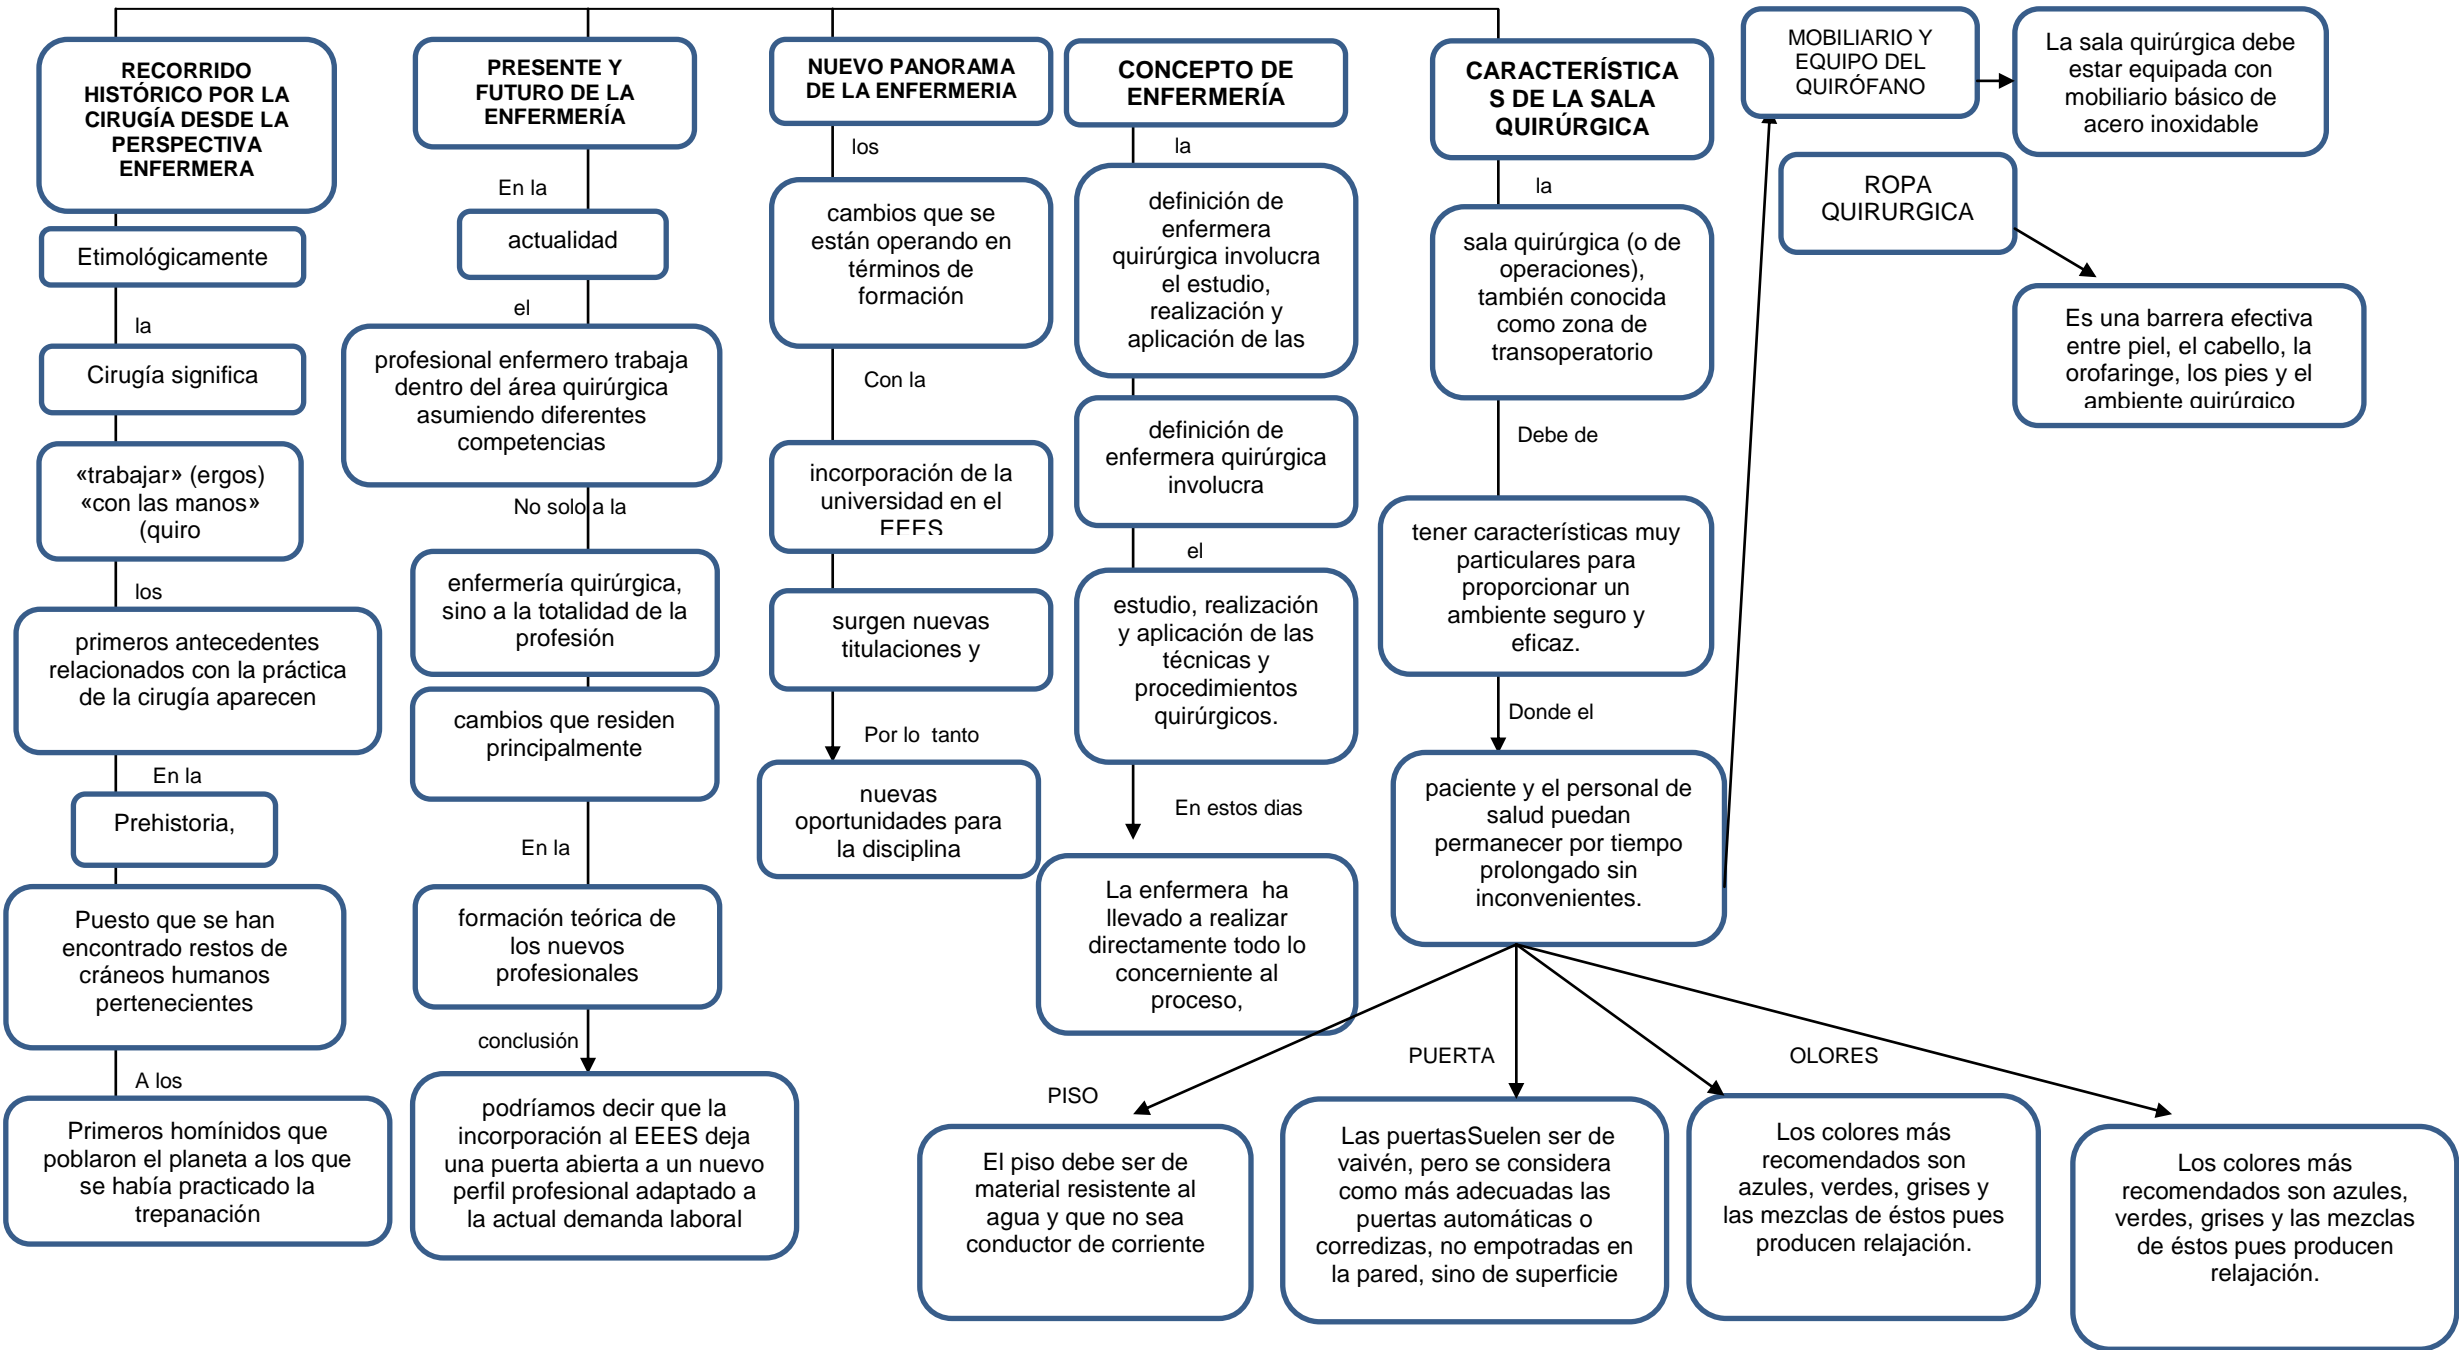 RECORRIDO
HISTÓRICO POR LA
CIRUGÍA DESDE LA
PERSPECTIVA
ENFERMERA
Etimológicamente
la
Cirugía significa
«trabajar» (ergos)
«con las manos»
(quiro
los
primeros antecedentes
relacionados con la práctica
de la cirugía aparecen
En la
Prehistoria,
Puesto que se han
encontrado restos de
cráneos humanos
pertenecientes
A los
Primeros homínidos que
poblaron el planeta a los que
se había practicado la
trepanación
PRESENTE Y
FUTURO DE LA
ENFERMERÍA
En la
actualidad
el
profesional enfermero trabaja
dentro del área quirúrgica
asumiendo diferentes
competencias
No solo a la
enfermería quirúrgica,
sino a la totalidad de la
profesión
cambios que residen
principalmente
En la
formación teórica de
los nuevos
profesionales
conclusión
podríamos decir que la
incorporación al EEES deja
una puerta abierta a un nuevo
perfil profesional adaptado a
la actual demanda laboral
NUEVO PANORAMA
DE LA ENFERMERIA
los
cambios que se
están operando en
términos de
formación
Con la
incorporación de la
universidad en el
EEES
surgen nuevas
titulaciones y
Por lo  tanto
nuevas
oportunidades para
la disciplina
CONCEPTO DE
ENFERMERÍA
la
definición de
enfermera
quirúrgica involucra
el estudio,
realización y
aplicación de las
definición de
enfermera quirúrgica
involucra
el
estudio, realización
y aplicación de las
técnicas y
procedimientos
quirúrgicos.
En estos dias
La enfermera  ha
llevado a realizar
directamente todo lo
concerniente al
proceso,
CARACTERÍSTICA
S DE LA SALA
QUIRÚRGICA
la
sala quirúrgica (o de
operaciones),
también conocida
como zona de
transoperatorio
Debe de
tener características muy
particulares para
proporcionar un
ambiente seguro y
eficaz.
Donde el
paciente y el personal de
salud puedan
permanecer por tiempo
prolongado sin
inconvenientes.
PISO
El piso debe ser de
material resistente al
agua y que no sea
conductor de corriente
PUERTA
Las puertasSuelen ser de
vaivén, pero se considera
como más adecuadas las
puertas automáticas o
corredizas, no empotradas en
la pared, sino de superficie
OLORES
Los colores más
recomendados son
azules, verdes, grises y
las mezclas de éstos pues
producen relajación.
Los colores más
recomendados son azules,
verdes, grises y las mezclas
de éstos pues producen
relajación.
MOBILIARIO Y
EQUIPO DEL
QUIRÓFANO
La sala quirúrgica debe
estar equipada con
mobiliario básico de
acero inoxidable
ROPA
QUIRURGICA
Es una barrera efectiva
entre piel, el cabello, la
orofaringe, los pies y el
ambiente quirúrgico